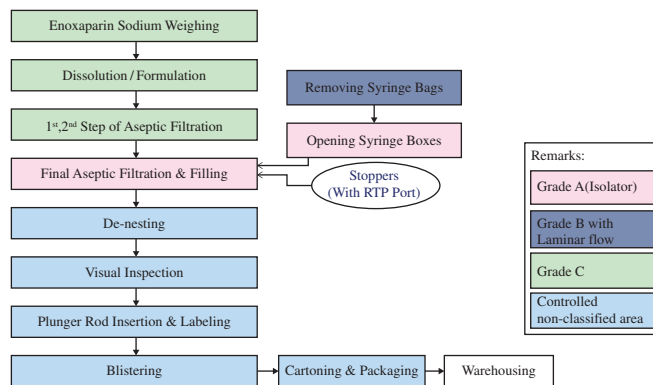 Enoxaparin Sodium Weighing
Dissolution / Formulation
1st,2nd Step of Aseptic Filtration
Final Aseptic Filtration & Filling
De-nesting
Visual Inspection
Plunger Rod Insertion & Labeling
Blistering
Cartoning & Packaging
Warehousing
Removing Syringe Bags
Opening Syringe Boxes
Stoppers
(With RTP Port)
Remarks:
Grade A(Isolator)
Grade B with
Laminar flow
Grade C
Controlled
non-classified area